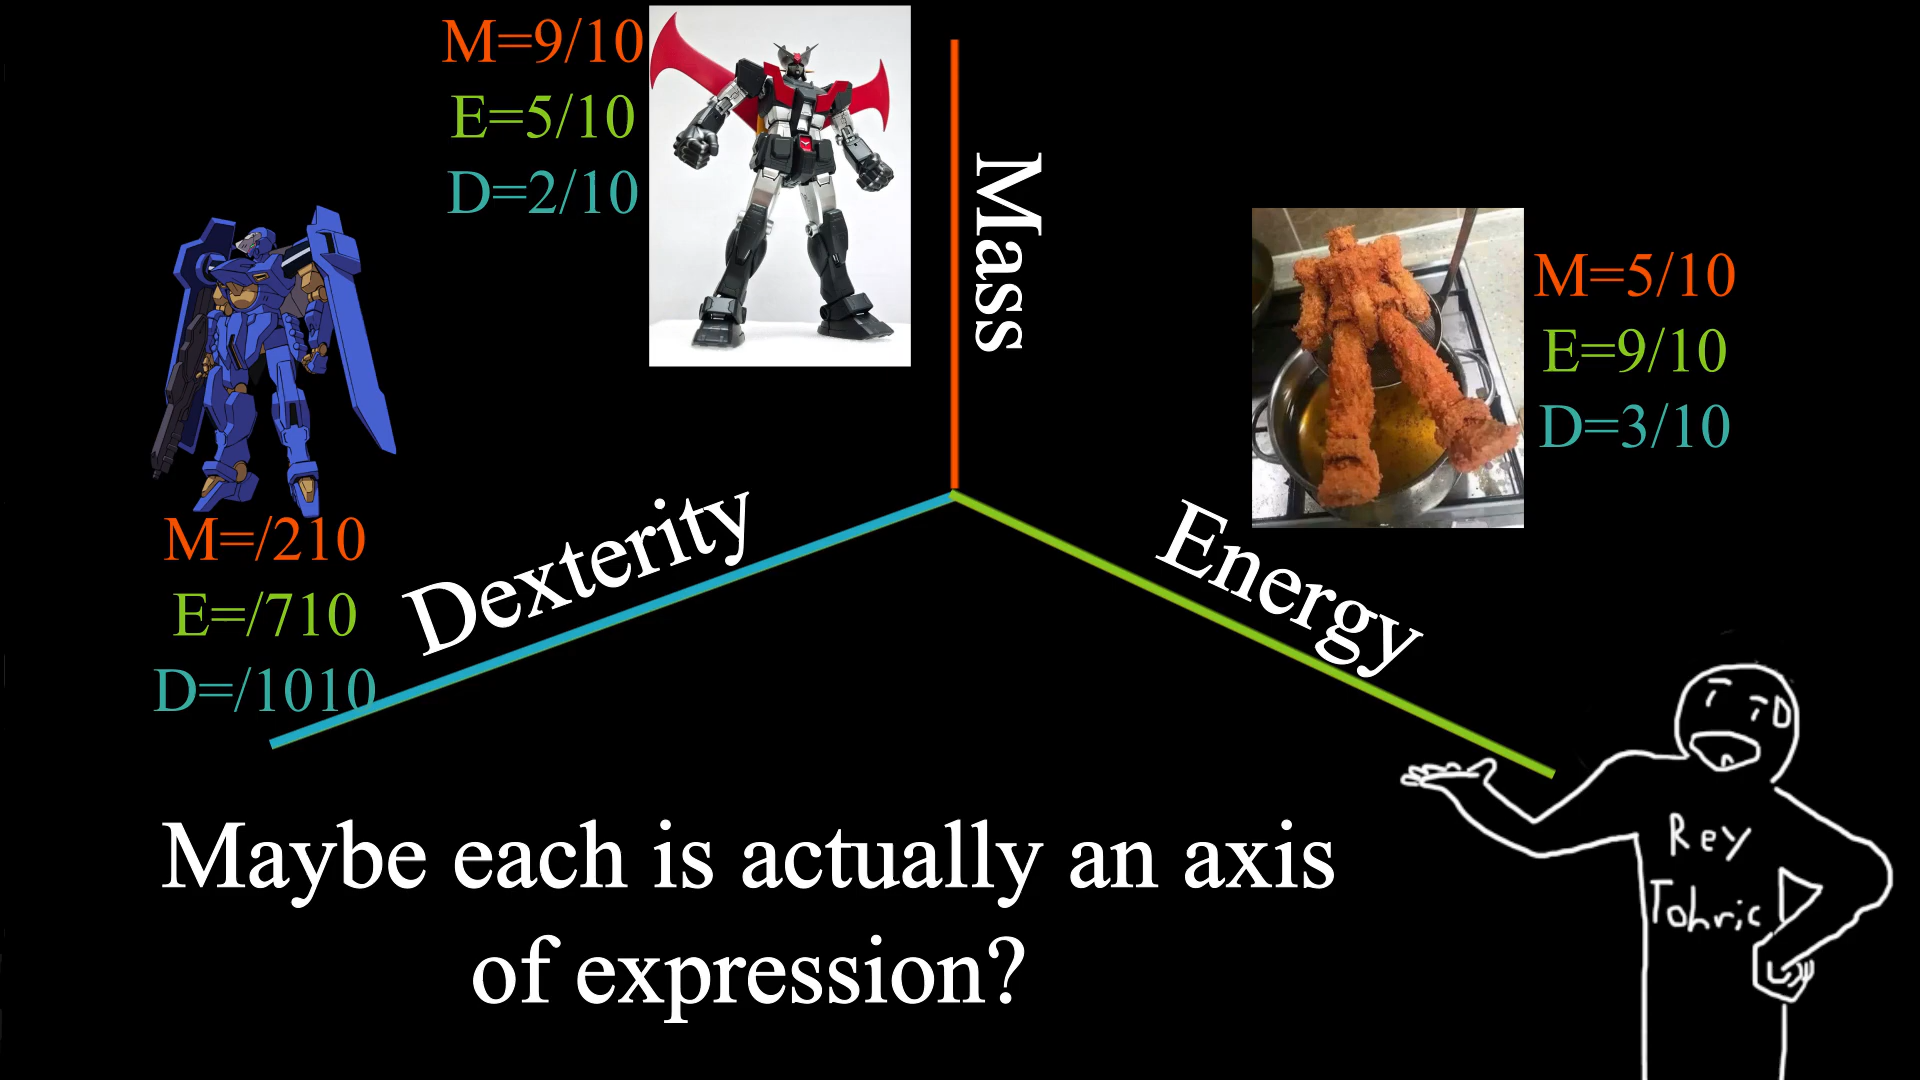 M=9/10
E=5/10
D=2/10
Mass
M=5/10
E=9/10
D=3/10
M=/210
E=/710
D=/1010
Dexterity
Energy
Maybe each is actually an axis
of expression?
Rey
Tohric